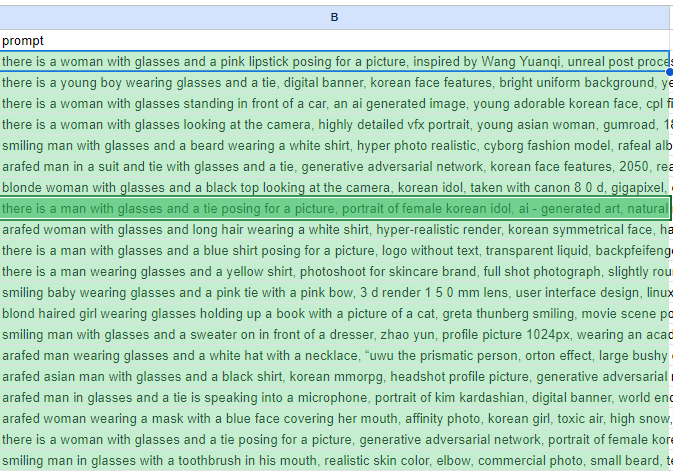 B
prompt
there is a woman with glasses and a pink lipstick posing for a picture, inspired by Wang Yuanqi, unreal post
there is a young boy wearing glasses and a tie, digital banner, korean face features, bright uniform background,
there is a woman with glasses standing in front of a car, an ai generated image, young adorable korean face, cpl
there is a woman with glasses looking at the camera, highly detailed vfx portrait, young asian woman, gumroad,
smiling man with glasses and a beard wearing a white shirt, hyper photo realistic, cyborg fashion model, rafeal
arafed man in a suit and tie with glasses and a tie, generative adversarial network, korean face features, 2050,
blonde woman with glasses and a black top looking at the camera, korean idol, taken with canon 8 0 d, gigapixel,
there is a man with glasses and a tie posing for a picture, portrait of female korean idol, ai - generated art, natural
arafed woman with glasses and long hair wearing a white shirt, hyper-realistic render, korean symmetrical face,
there is a man with glasses and a blue shirt posing for a picture, logo without text, transparent liquid,
there is a man wearing glasses and a yellow shirt, photoshoot for skincare brand, full shot photograph, slightly
smiling baby wearing glasses and a pink tie with a pink bow, 3 d render 1 5 0 mm lens, user interface design, linux
blond haired girl wearing glasses holding up a book with a picture of a cat, greta thunberg smiling, movie scene
smiling man with glasses and a sweater on in front of a dresser, zhao yun, profile picture 1024px, wearing an
arafed man wearing glasses and a white hat with a necklace, “uwu the prismatic person, orton effect, large bushy
arafed asian man with glasses and a black shirt, korean mmorpg, headshot profile picture, generative adversarial
arafed man in glasses and a tie is speaking into a microphone, portrait of kim kardashian, digital banner, world
arafed woman wearing a mask with a blue face covering her mouth, affinity photo, korean girl, toxic air, high snow,
there is a woman with glasses and a tie posing for a picture, generative adversarial network, portrait of female
smiling man in glasses with a toothbrush in his mouth, realistic skin color, elbow, commercial photo, small beard,